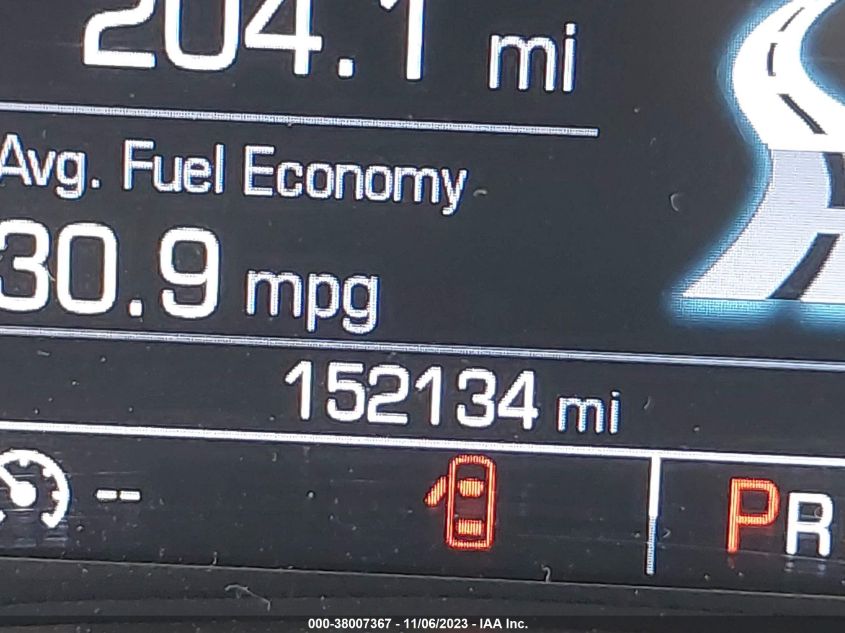 204.1 mi
Avg. Fuel Economy
30.9 mpg
152134 mi
-- PR
000-38007367 - 11/06/2023 - IAA Inc.